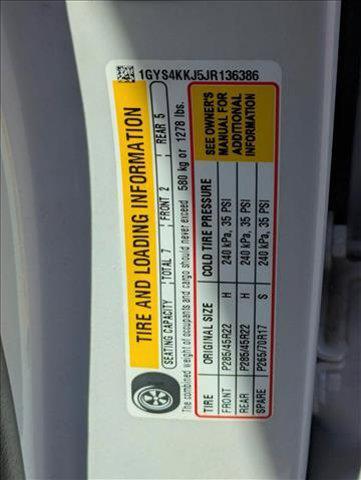 1GYS4KKJ5JR136386
TIRE AND LOADING INFORMATION
SEATING CAPACITY TOTAL 7 FRONT 2 REAR 5
The combined weight of occupants and cargo should never exceed 580 kg or 1278 lbs.
TIRE ORIGINAL SIZE COLD TIRE PRESSURE
FRONT P285/45R22 H 240 kPa, 35 PSI
REAR P285/45R22 H 240 kPa, 35 PSI
SPARE P265/70R17 S 240 kPa, 35 PSI
SEE OWNER'S
MANUAL FOR
ADDITIONAL
INFORMATION